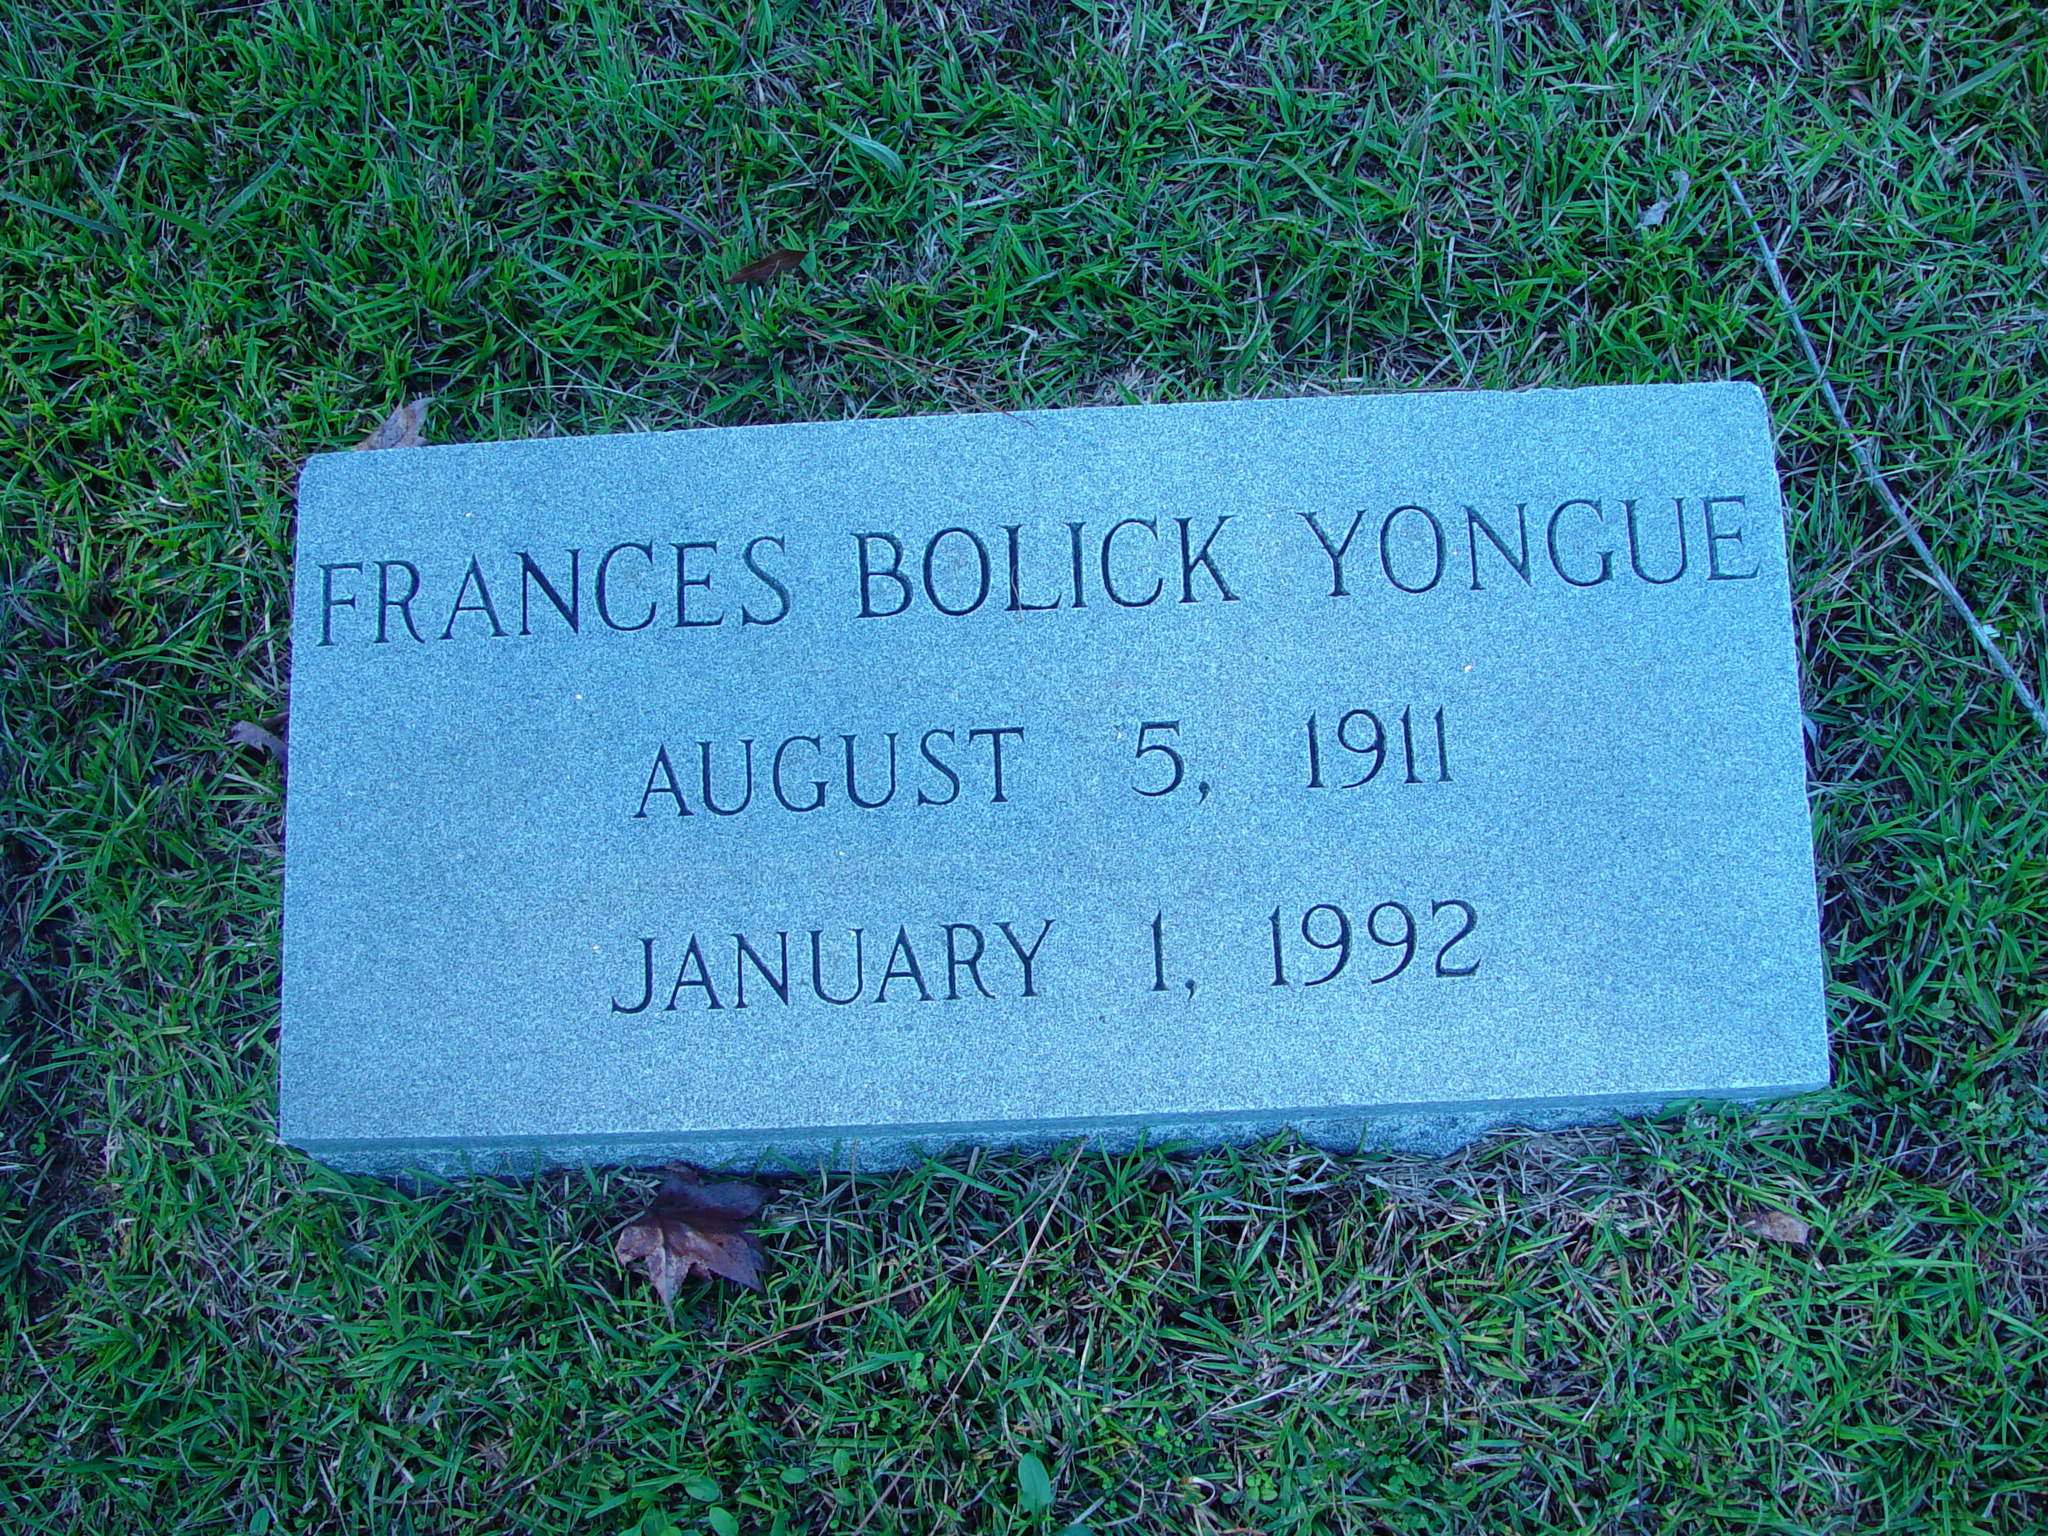 FRANCES BOLICK YONGUE
AUGUST 5, 1911
JANUARY 1, 1992